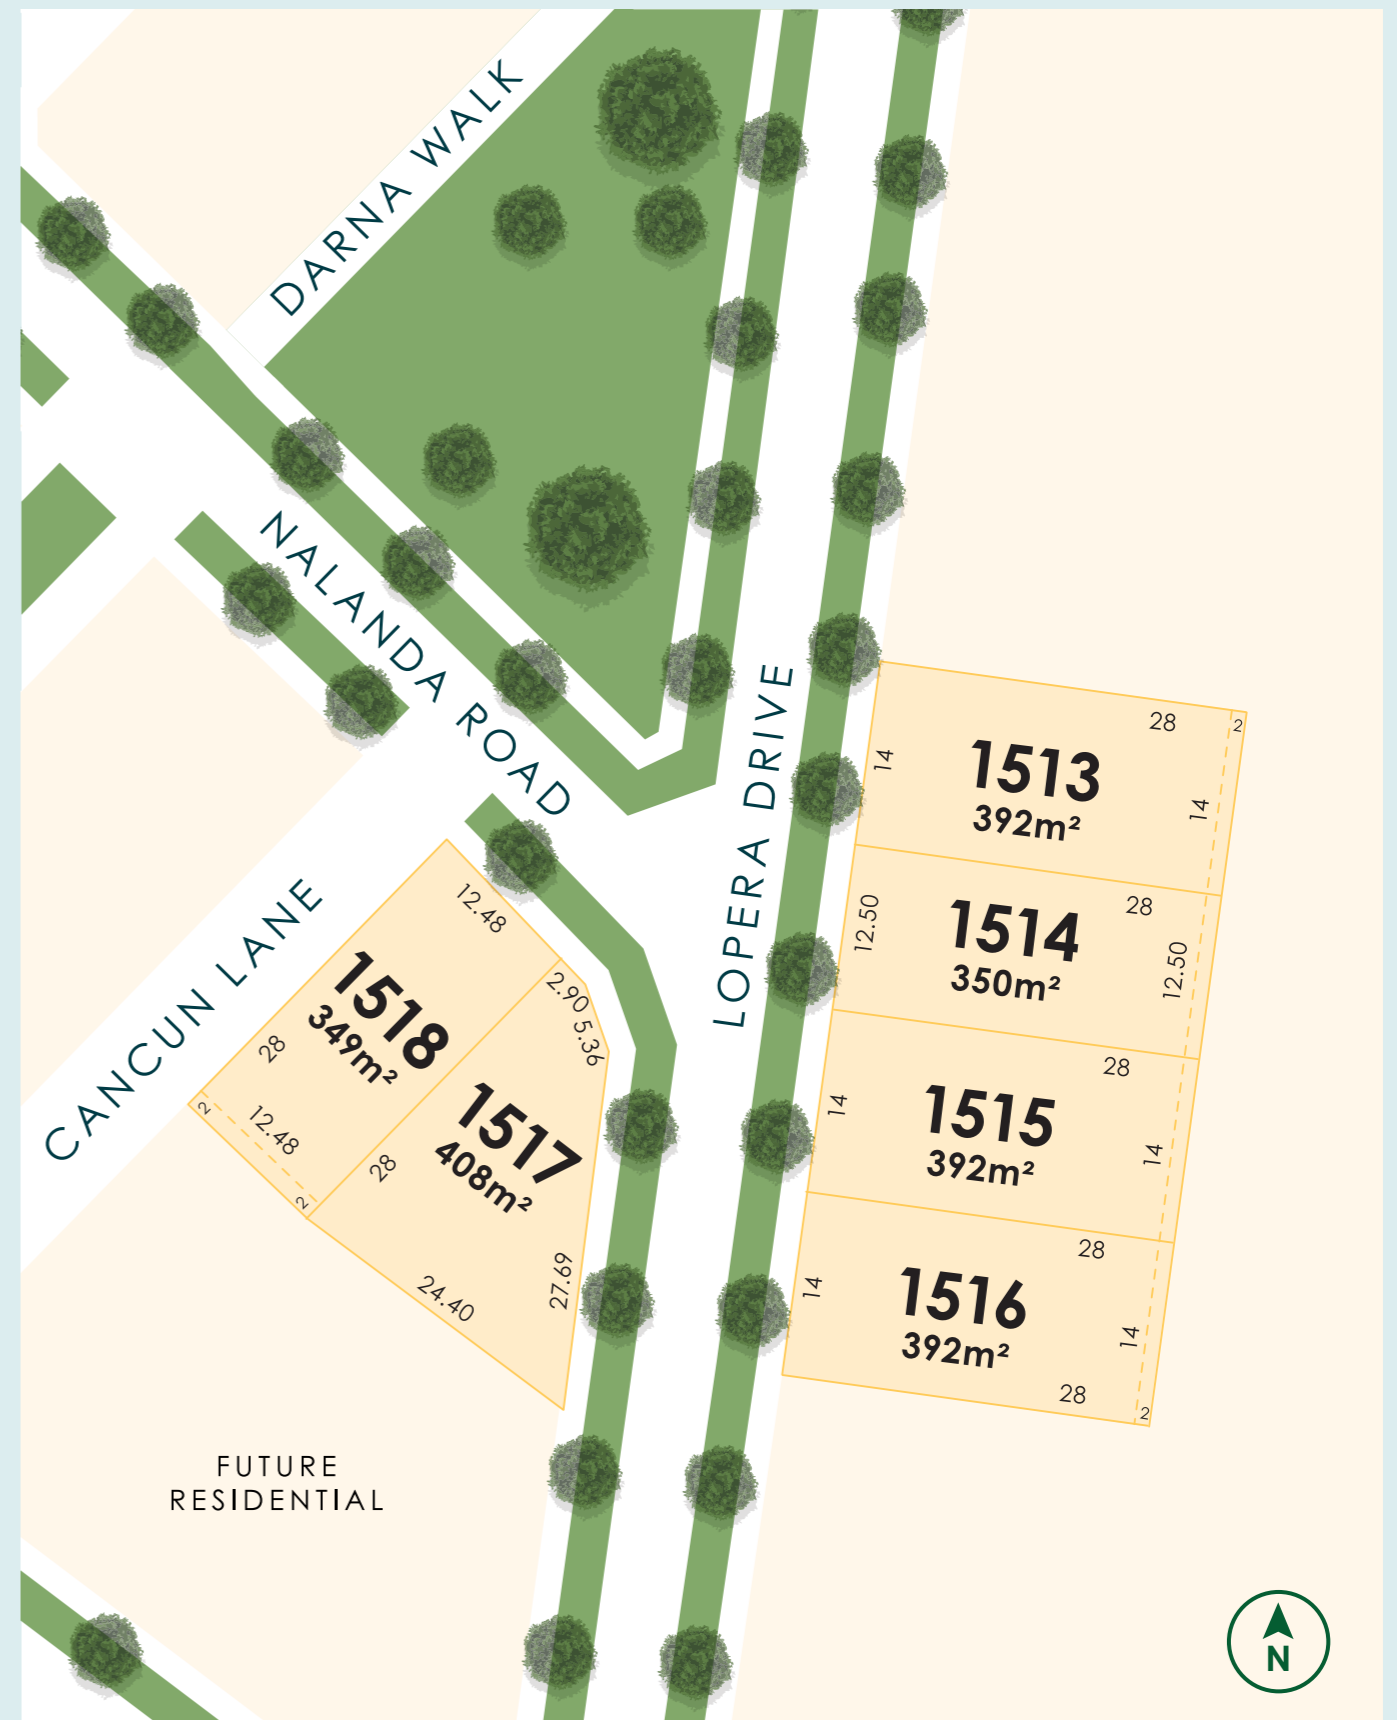 DARNA WALK
NALANDA ROAD
LOPERA DRIVE
CANCUN LANE
28
2
14
1513
392m²
14
28
12.50
1514
350m²
12.50
28
14
1515
392m²
14
28
14
1516
392m²
14
28
2
12.48
1518
349m²
28
2
12.48
2
2.90
5.36
1517
408m²
28
27.69
24.40
FUTURE
RESIDENTIAL
N